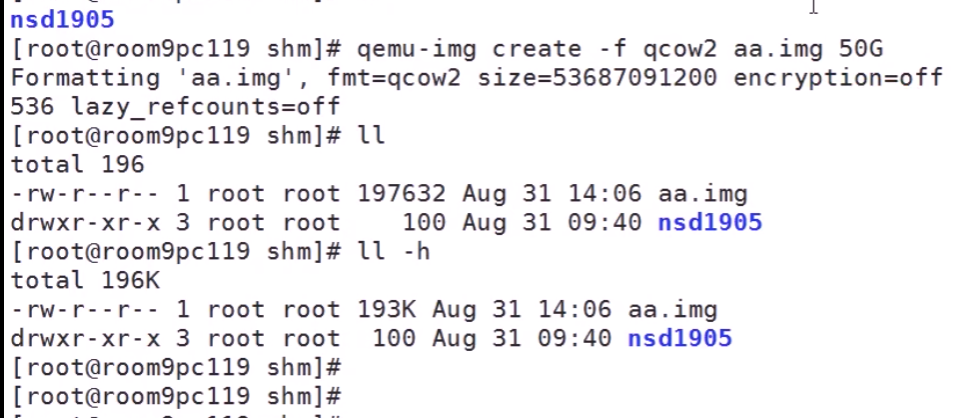 nsd1905
[root@room9pc119 shm]# qemu-img create -f qcow2 aa.img 50G
Formatting 'aa.img', fmt=qcow2 size=53687091200 encryption=off
536 lazy_refcounts=off
[root@room9pc119 shm]# ll
total 196
-rw-r--r-- 1 root root 197632 Aug 31 14:06 aa.img
drwxr-xr-x 3 root root    100 Aug 31 09:40 nsd1905
[root@room9pc119 shm]# ll -h
total 196K
-rw-r--r-- 1 root root 193K Aug 31 14:06 aa.img
drwxr-xr-x 3 root root  100 Aug 31 09:40 nsd1905
[root@room9pc119 shm]#
[root@room9pc119 shm]#